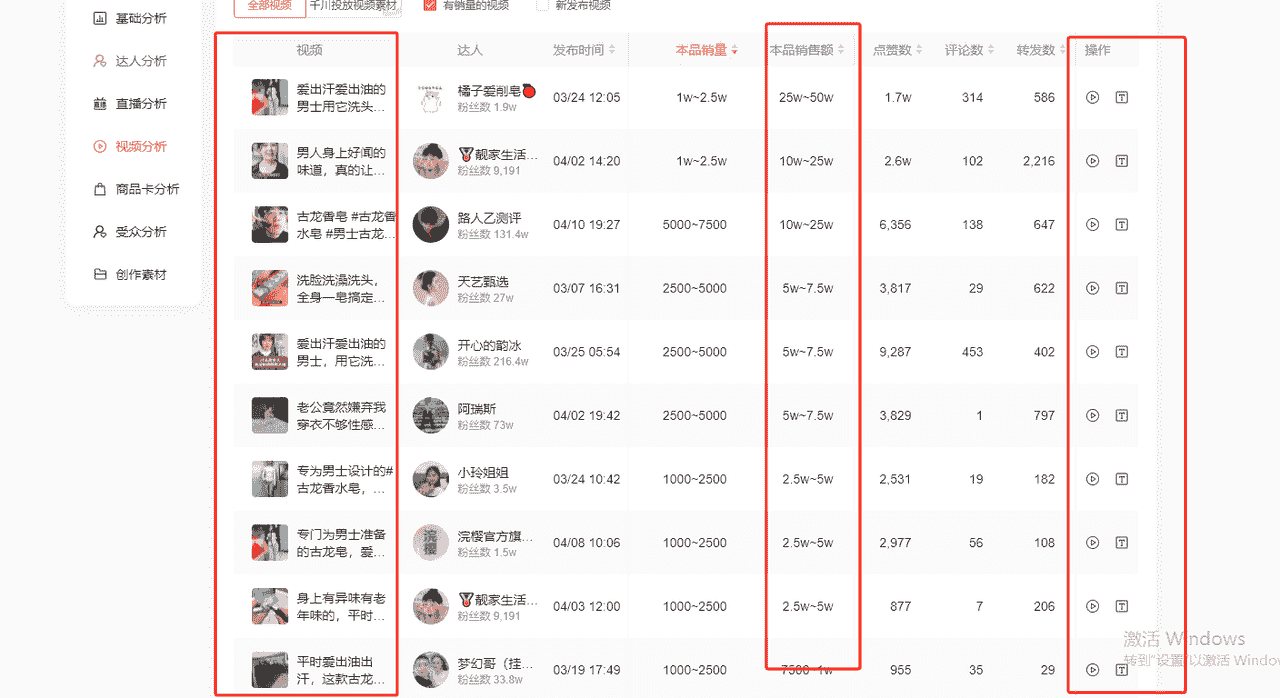 全部视频 千川投放视频素材 有销量的视频 新发布视频
基础分析
达人分析
直播分析
视频分析
商品卡分析
受众分析
创作素材
视频 达人 发布时间 本品销量 本品销售额 点赞数 评论数 转发数 操作
爱出汗爱出油的
男士用它洗头...
橘子爱削皂
粉丝数 1.9w
03/24 12:05 1w~2.5w 25w~50w 1.7w 314 586
男人身上好闻的
味道，真的让...
靓家生活...
粉丝数 9,191
04/02 14:20 1w~2.5w 10w~25w 2.6w 102 2,216
古龙香皂 #古龙香
水皂 #男士古龙...
路人乙测评
粉丝数 131.4w
04/10 19:27 5000~7500 10w~25w 6,356 138 647
洗脸洗澡洗头，
全身一皂搞定...
天艺甄选
粉丝数 27w
03/07 16:31 2500~5000 5w~7.5w 3,817 29 622
爱出汗爱出油的
男士，用它洗...
开心的韵冰
粉丝数 216.4w
03/25 05:54 2500~5000 5w~7.5w 9,287 453 402
老公竟然嫌弃我
穿衣不够性感...
阿瑞斯
粉丝数 73w
04/02 19:42 2500~5000 5w~7.5w 3,829 1 797
专为男士设计的#
古龙香水皂，...
小玲姐姐
粉丝数 3.5w
03/24 10:42 1000~2500 2.5w~5w 2,531 19 182
专门为男士准备
的古龙皂，爱...
浣樱
浣樱官方旗...
粉丝数 1.5w
04/08 10:06 1000~2500 2.5w~5w 2,977 56 108
身上有异味有老
年味的，平时...
靓家生活...
粉丝数 9,191
04/03 12:00 1000~2500 2.5w~5w 877 7 206
平时爱出油出
汗，这款古龙...
粉丝数 33.8w
03/19 17:49 1000~2500 7500~1w 955 35 29
激活 Windows
转到"设置"以激活 Windo